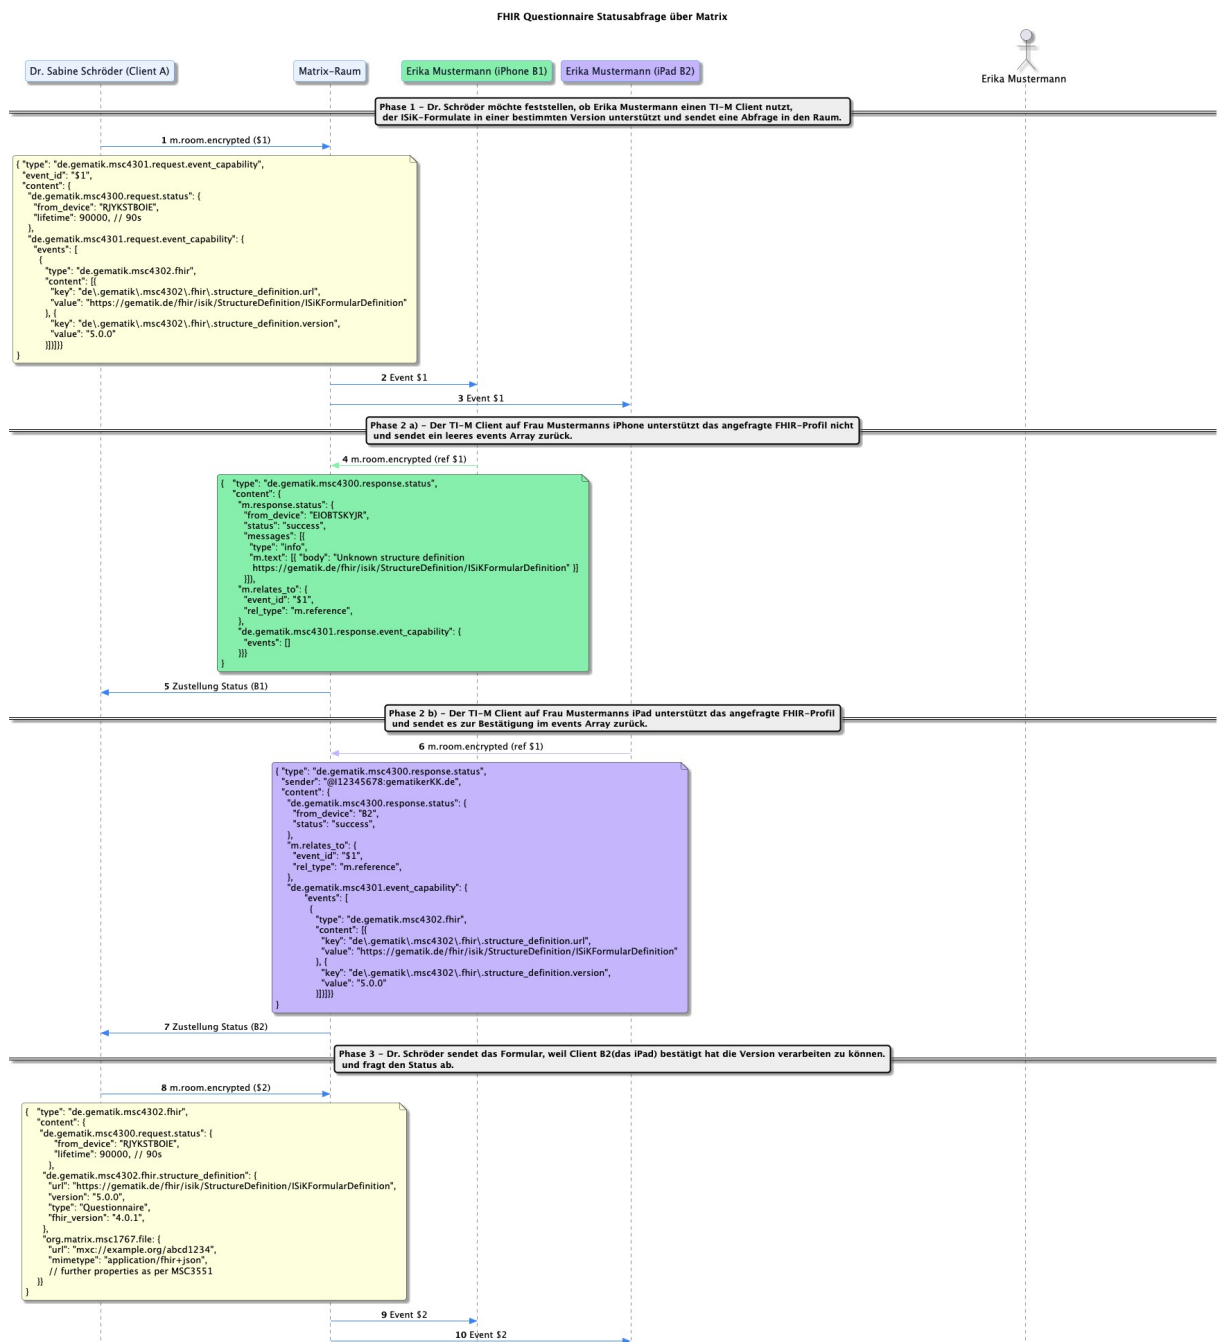 FHIR Questionnaire Statusabfrage über Matrix
Erika Mustermann
Dr. Sabine Schröder (Client A)
Matrix-Raum
Erika Mustermann (iPhone B1)
Erika Mustermann (iPad B2)
Phase 1 - Dr. Schröder möchte feststellen, ob Erika Mustermann einen TI-M Client nutzt,
der ISiK-Formulate in einer bestimmten Version unterstützt und sendet eine Abfrage in den Raum.
1 m.room.encrypted ($1)
{ "type": "de.gematik.msc4301.request.event_capability",
"event_id": "$1",
"content": {
"de.gematik.msc4300.request.status": {
"from_device": "RJYKSTBOIE",
"lifetime": 90000, // 90s
},
"de.gematik.msc4301.request.event_capability": {
"events": [
{
"type": "de.gematik.msc4302.fhir",
"content": [{
"key": "de\.gematik\.msc4302\.fhir\.structure_definition.url",
"value": "https://gematik.de/fhir/isik/StructureDefinition/ISiKFormularDefinition"
}, {
"key": "de\.gematik\.msc4302\.fhir\.structure_definition.version",
"value": "5.0.0"
}]}]}}
}
2 Event $1
3 Event $1
Phase 2 a) - Der TI-M Client auf Frau Mustermanns iPhone unterstützt das angefragte FHIR-Profil nicht
und sendet ein leeres events Array zurück.
4 m.room.encrypted (ref $1)
{ "type": "de.gematik.msc4300.response.status",
"content": {
"m.response.status": {
"from_device": "EIOBTSKYJR",
"status": "success",
"messages": [{
"type": "info",
"m.text": [{ "body": "Unknown structure definition
https://gematik.de/fhir/isik/StructureDefinition/ISiKFormularDefinition" }]
}]},
"m.relates_to": {
"event_id": "$1",
"rel_type": "m.reference",
},
"de.gematik.msc4301.response.event_capability": {
"events": []
}}}
}
5 Zustellung Status (B1)
Phase 2 b) - Der TI-M Client auf Frau Mustermanns iPad unterstützt das angefragte FHIR-Profil
und sendet es zur Bestätigung im events Array zurück.
6 m.room.encrypted (ref $1)
{ "type": "de.gematik.msc4300.response.status",
"sender": "@I12345678:gematikerKK.de",
"content": {
"de.gematik.msc4300.response.status": {
"from_device": "B2",
"status": "success",
},
"m.relates_to": {
"event_id": "$1",
"rel_type": "m.reference",
},
"de.gematik.msc4301.event_capability": {
"events": [
{
"type": "de.gematik.msc4302.fhir",
"content": [{
"key": "de\.gematik\.msc4302\.fhir\.structure_definition.url",
"value": "https://gematik.de/fhir/isik/StructureDefinition/ISiKFormularDefinition"
}, {
"key": "de\.gematik\.msc4302\.fhir\.structure_definition.version",
"value": "5.0.0"
}]}]}}
}
7 Zustellung Status (B2)
Phase 3 - Dr. Schröder sendet das Formular, weil Client B2(das iPad) bestätigt hat die Version verarbeiten zu können.
und fragt den Status ab.
8 m.room.encrypted ($2)
{ "type": "de.gematik.msc4302.fhir",
"content": {
"de.gematik.msc4300.request.status": {
"from_device": "RJYKSTBOIE",
"lifetime": 90000, // 90s
},
"de.gematik.msc4302.fhir.structure_definition": {
"url": "https://gematik.de/fhir/isik/StructureDefinition/ISiKFormularDefinition",
"version": "5.0.0",
"type": "Questionnaire",
"fhir_version": "4.0.1",
},
"org.matrix.msc1767.file: {
"url": "mxc://example.org/abcd1234",
"mimetype": "application/fhir+json",
// further properties as per MSC3551
}}
}
9 Event $2
10 Event $2